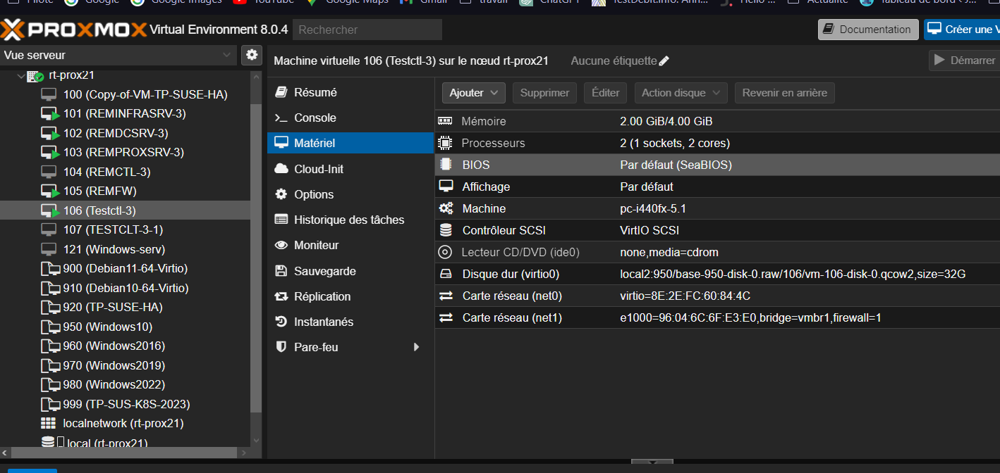 Pilote Google Google Images YouTube Google Maps Gmail travail ChatGPT TestDebit.info: Ann... Hello ... Actualité Tableau de bord
PROXMOX Virtual Environment 8.0.4 Rechercher Documentation Créer une V
Vue serveur
rt-prox21
100 (Copy-of-VM-TP-SUSE-HA)
101 (REMINFRASRV-3)
102 (REMDCSRV-3)
103 (REMPROXSRV-3)
104 (REMCTL-3)
105 (REMFW)
106 (Testctl-3)
107 (TESTCLT-3-1)
121 (Windows-serv)
900 (Debian11-64-Virtio)
910 (Debian10-64-Virtio)
920 (TP-SUSE-HA)
950 (Windows10)
960 (Windows2016)
970 (Windows2019)
980 (Windows2022)
999 (TP-SUS-K8S-2023)
localnetwork (rt-prox21)
local (rt-prox21)
Machine virtuelle 106 (Testctl-3) sur le nœud rt-prox21 Aucune étiquette Démarrer
Résumé
Console
Matériel
Cloud-Init
Options
Historique des tâches
Moniteur
Sauvegarde
Réplication
Instantanés
Pare-feu
Ajouter Supprimer Éditer Action disque Revenir en arrière
Mémoire 2.00 GiB/4.00 GiB
Processeurs 2 (1 sockets, 2 cores)
BIOS Par défaut (SeaBIOS)
Affichage Par défaut
Machine pc-i440fx-5.1
Contrôleur SCSI VirtIO SCSI
Lecteur CD/DVD (ide0) none,media=cdrom
Disque dur (virtio0) local2:950/base-950-disk-0.raw/106/vm-106-disk-0.qcow2,size=32G
Carte réseau (net0) virtio=8E:2E:FC:60:84:4C
Carte réseau (net1) e1000=96:04:6C:6F:E3:E0,bridge=vmbr1,firewall=1